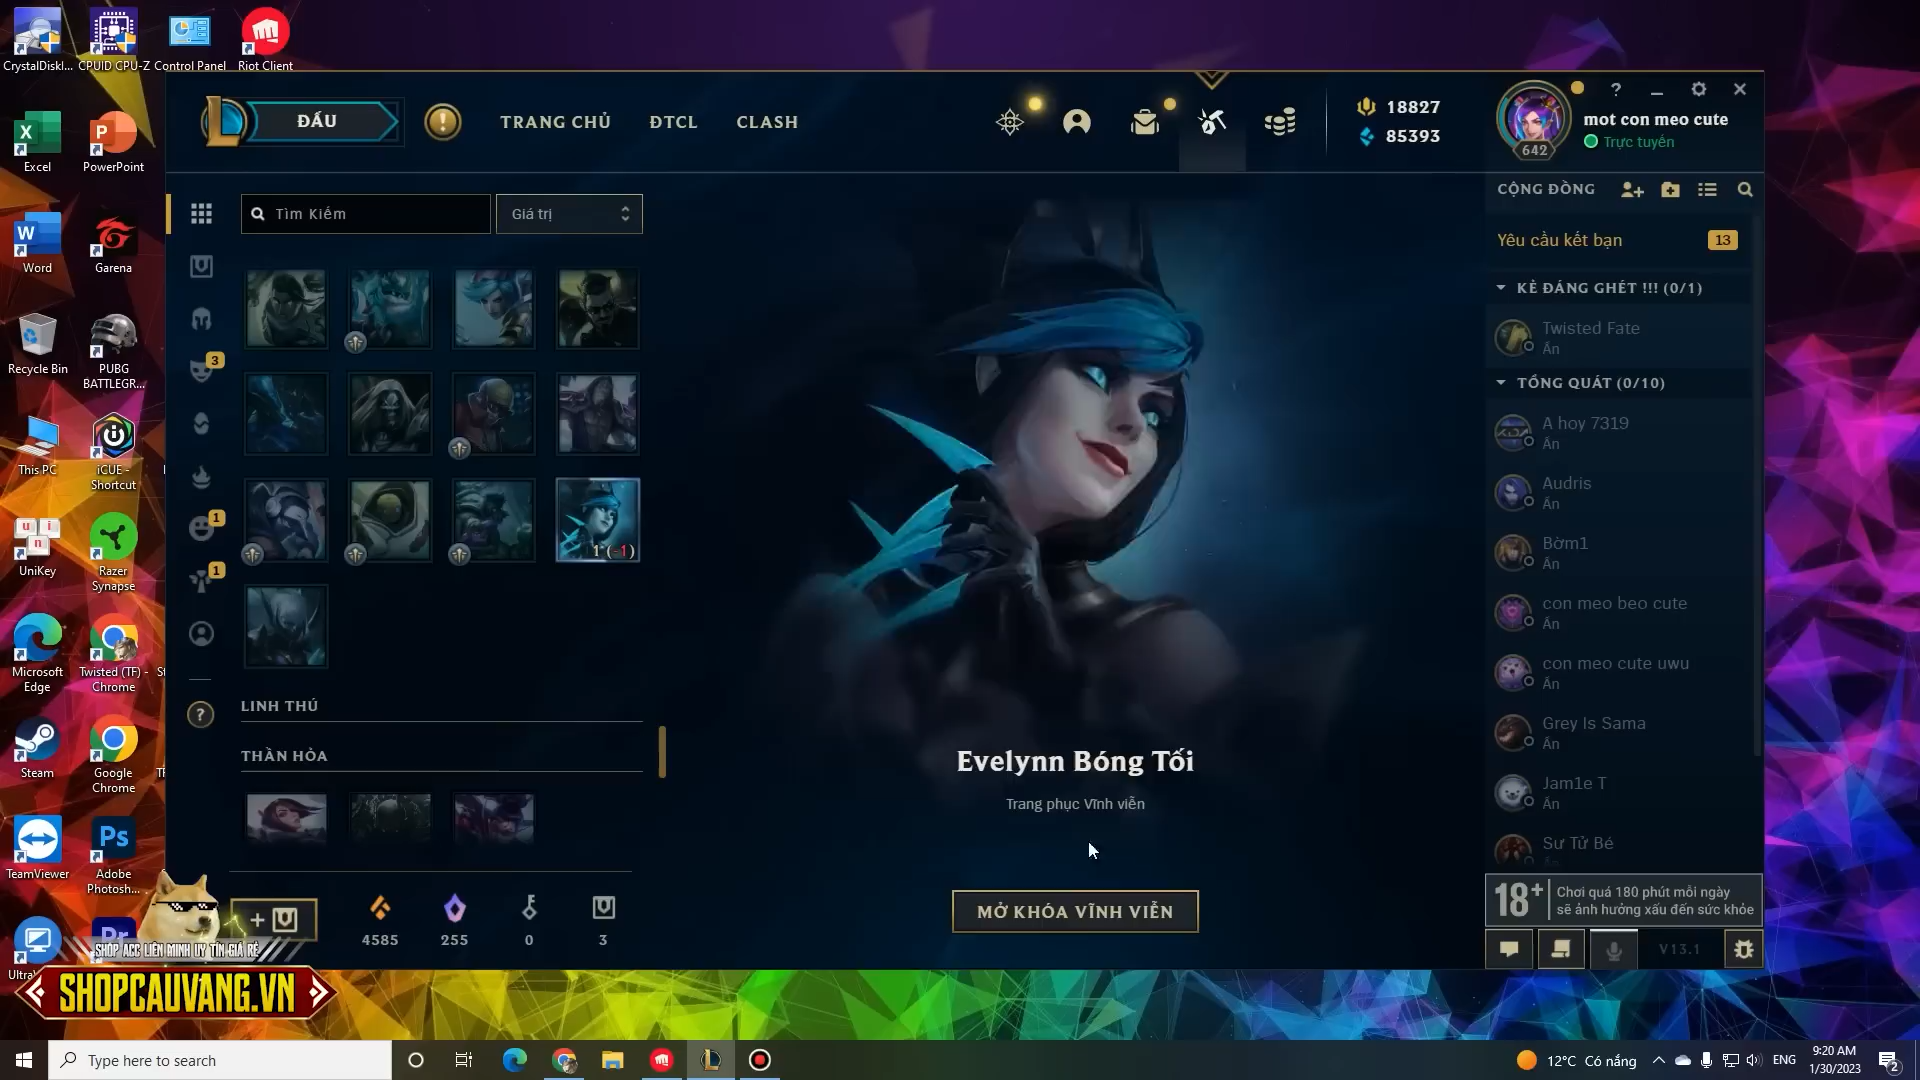 CrystalDiskI...
CPUID CPU-Z
Control Panel
Riot Client
Excel
PowerPoint
Word
Garena
Recycle Bin
PUBG
BATTLEGR...
This PC
iCUE -
Shortcut
UniKey
Razer
Synapse
Microsoft
Edge
Twisted (TF) -
Chrome
Steam
Google
Chrome
TeamViewer
Adobe
Photosh...
ĐẤU
TRANG CHỦ
ĐTCL
CLASH
18827
85393
642
mot con meo cute
Trực tuyến
Tìm Kiếm
Giá trị
3
1
1
1 (-1)
LINH THÚ
THẦN HỎA
4585
255
0
3
Evelynn Bóng Tối
Trang phục Vĩnh viễn
MỞ KHÓA VĨNH VIỄN
CỘNG ĐỒNG
Yêu cầu kết bạn
13
KẺ ĐÁNG GHÉT !!! (0/1)
Twisted Fate
Ẩn
TỔNG QUÁT (0/10)
A hoy 7319
Ẩn
Audris
Ẩn
Bờm1
Ẩn
con meo beo cute
Ẩn
con meo cute uwu
Ẩn
Grey Is Sama
Ẩn
Jam1e T
Ẩn
Sư Tử Bé
18+
Chơi quá 180 phút mỗi ngày
sẽ ảnh hưởng xấu đến sức khỏe
V13.1
SHOP ACC LIÊN MINH UY TÍN GIÁ RẺ
SHOPCAUVANG.VN
Type here to search
12°C Có nắng
ENG
9:20 AM
1/30/2023
2